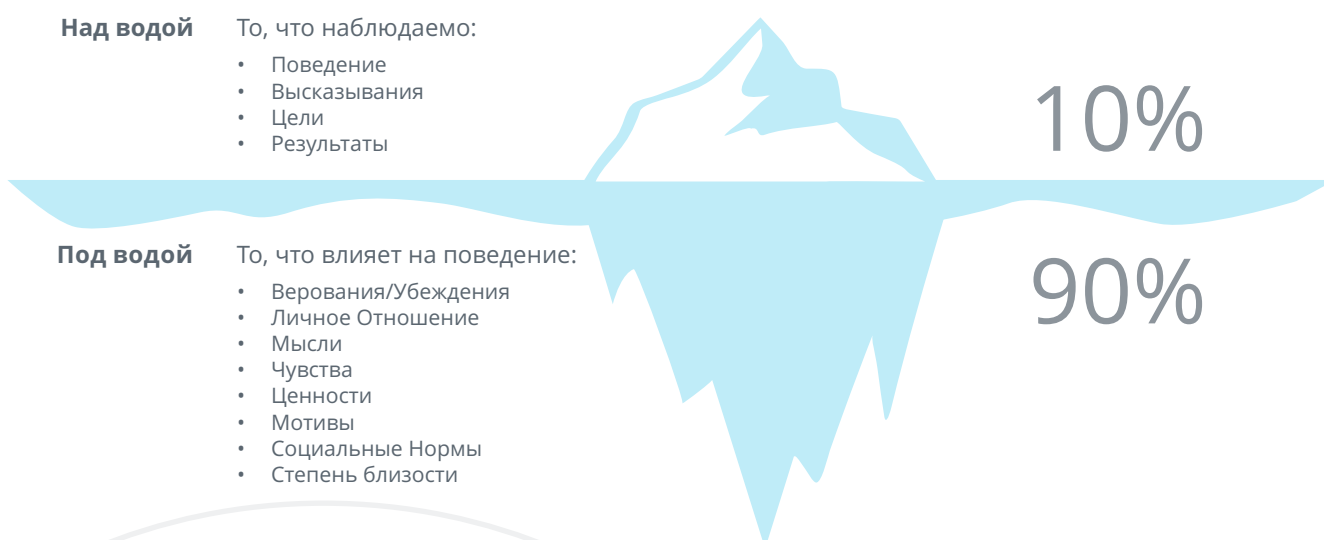 Над водой То, что наблюдаемо:
• Поведение
• Высказывания
• Цели
• Результаты
10%
Под водой То, что влияет на поведение:
• Верования/Убеждения
• Личное Отношение
• Мысли
• Чувства
• Ценности
• Мотивы
• Социальные Нормы
• Степень близости
90%